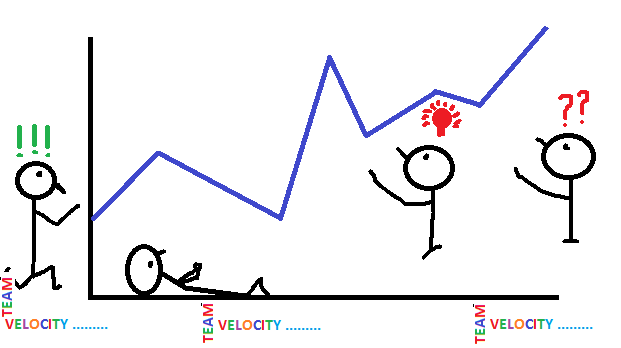 !!!
??
TEAM
VELOCITY .........
TEAM
VELOCITY .........
TEAM
VELOCITY .........